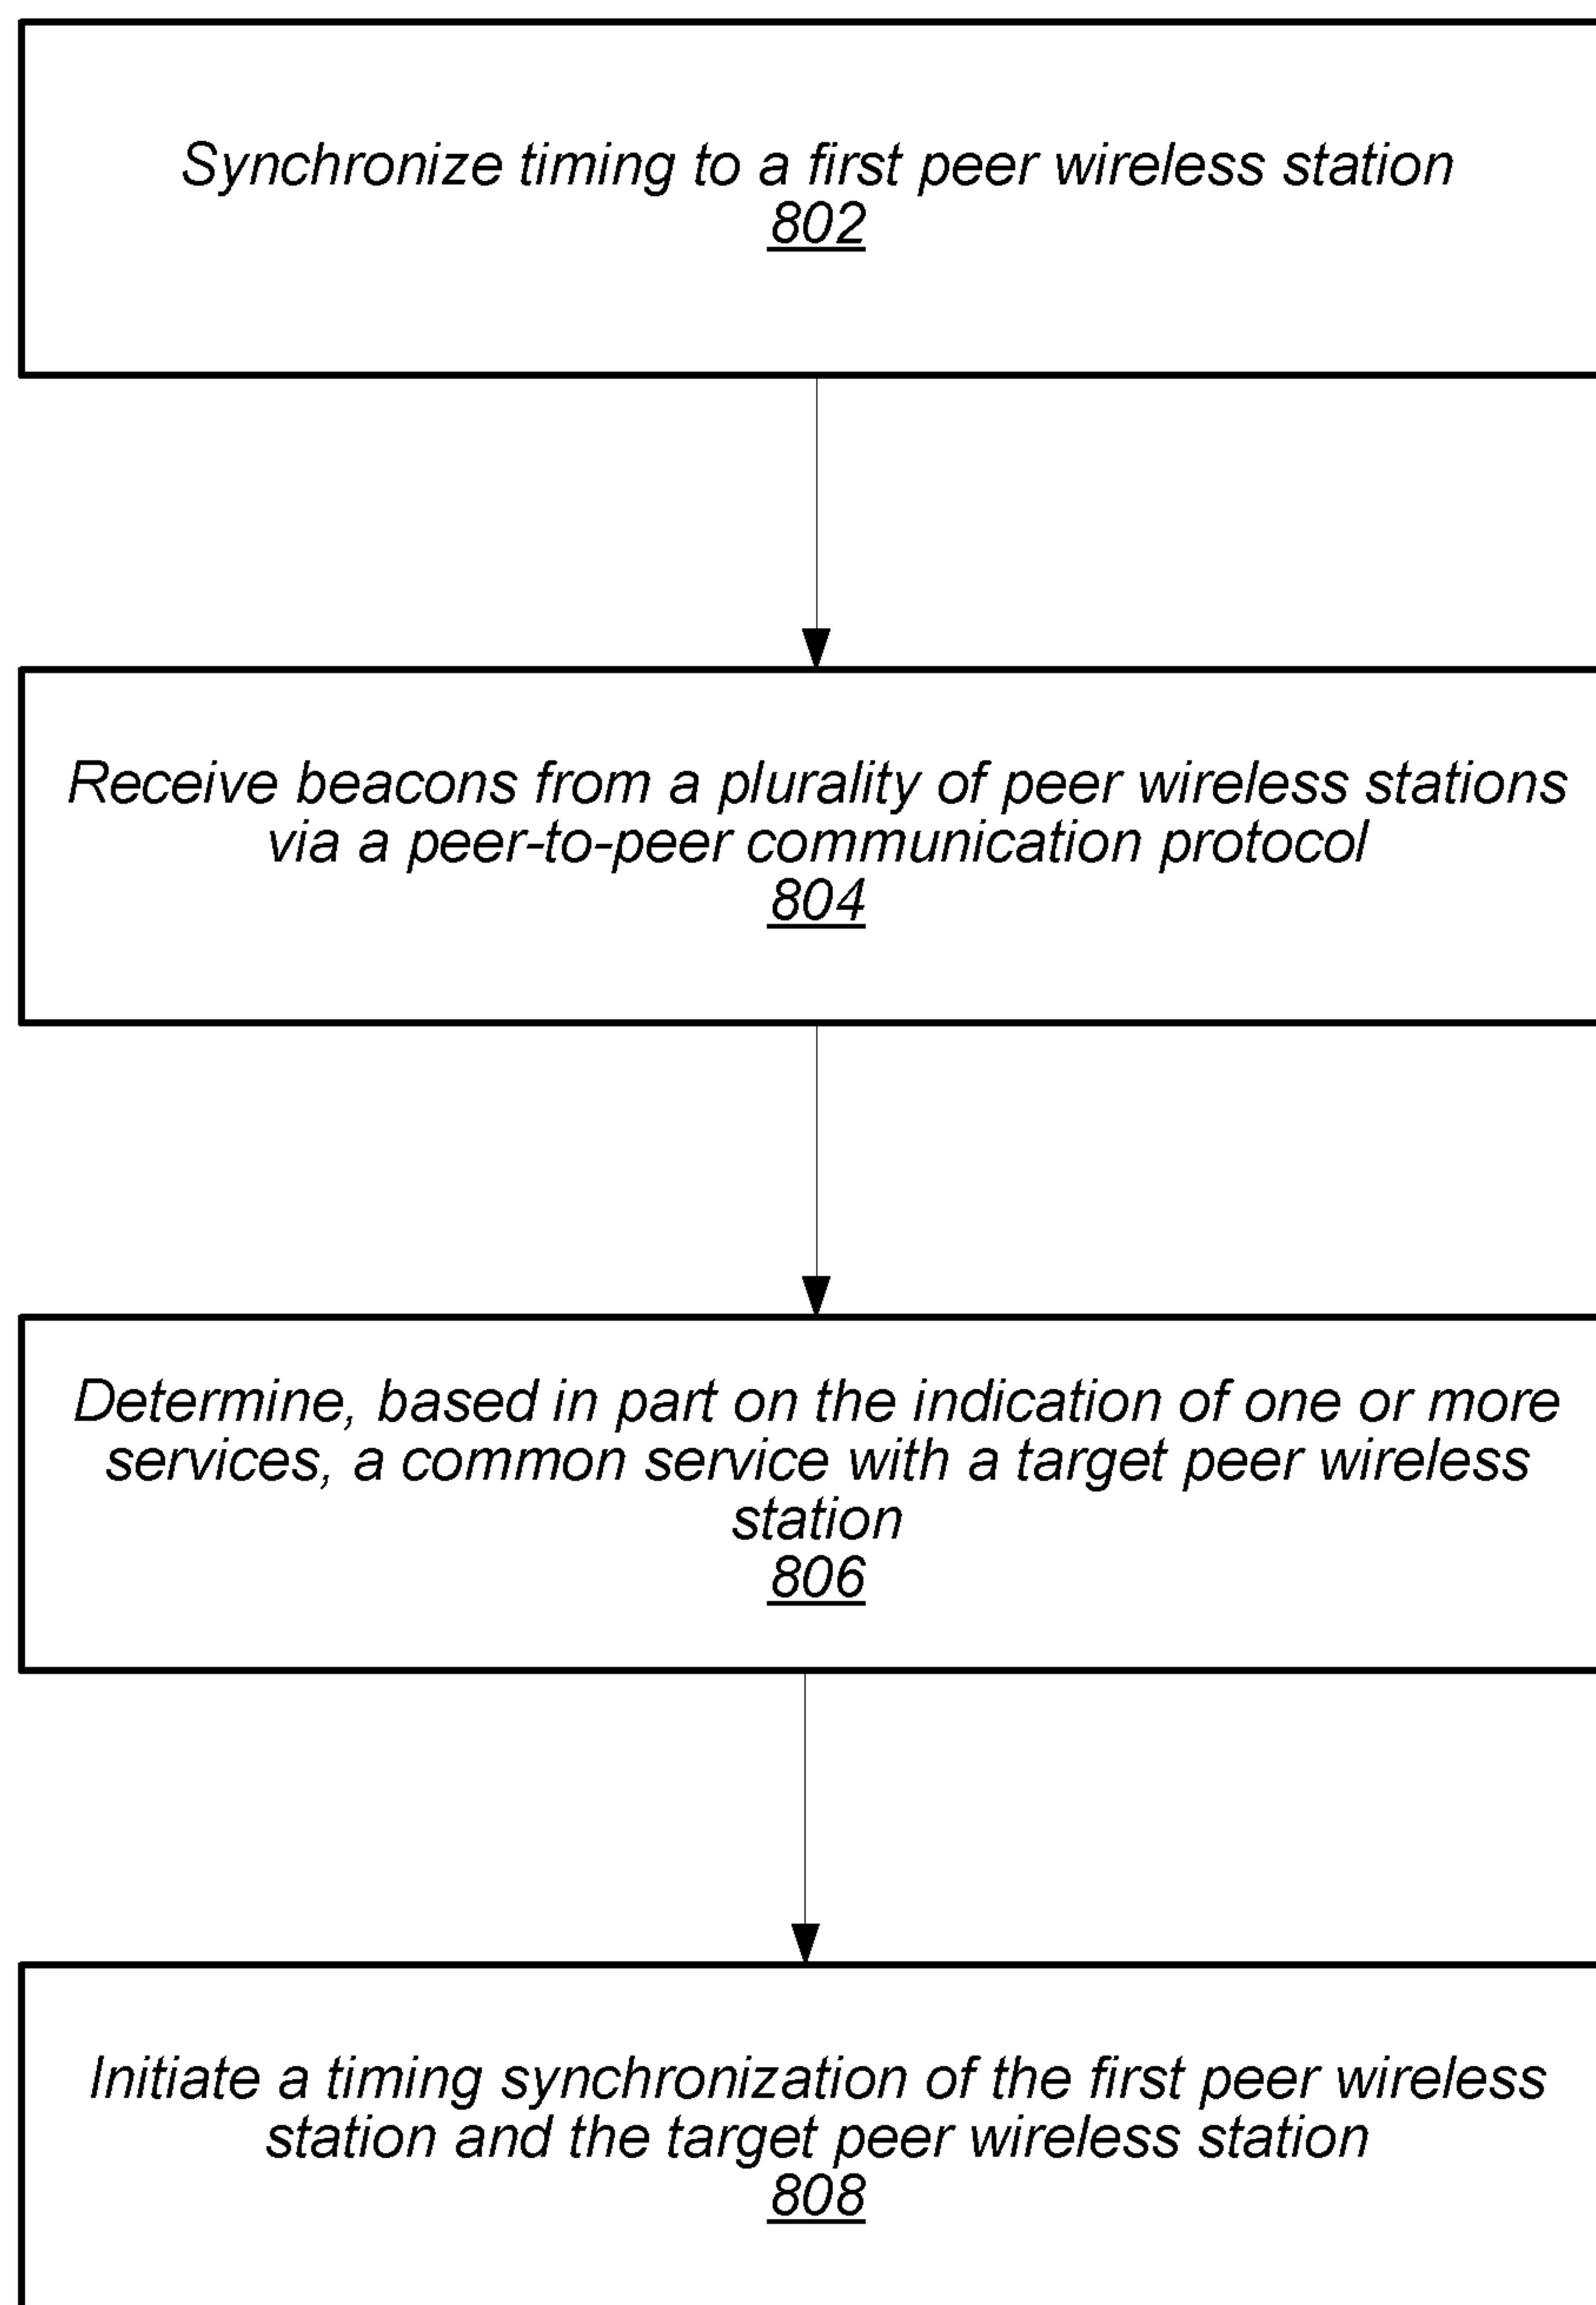 Synchronize timing to a first peer wireless station
802
Receive beacons from a plurality of peer wireless stations
via a peer-to-peer communication protocol
804
Determine, based in part on the indication of one or more
services, a common service with a target peer wireless
station
806
Initiate a timing synchronization of the first peer wireless
station and the target peer wireless station
808